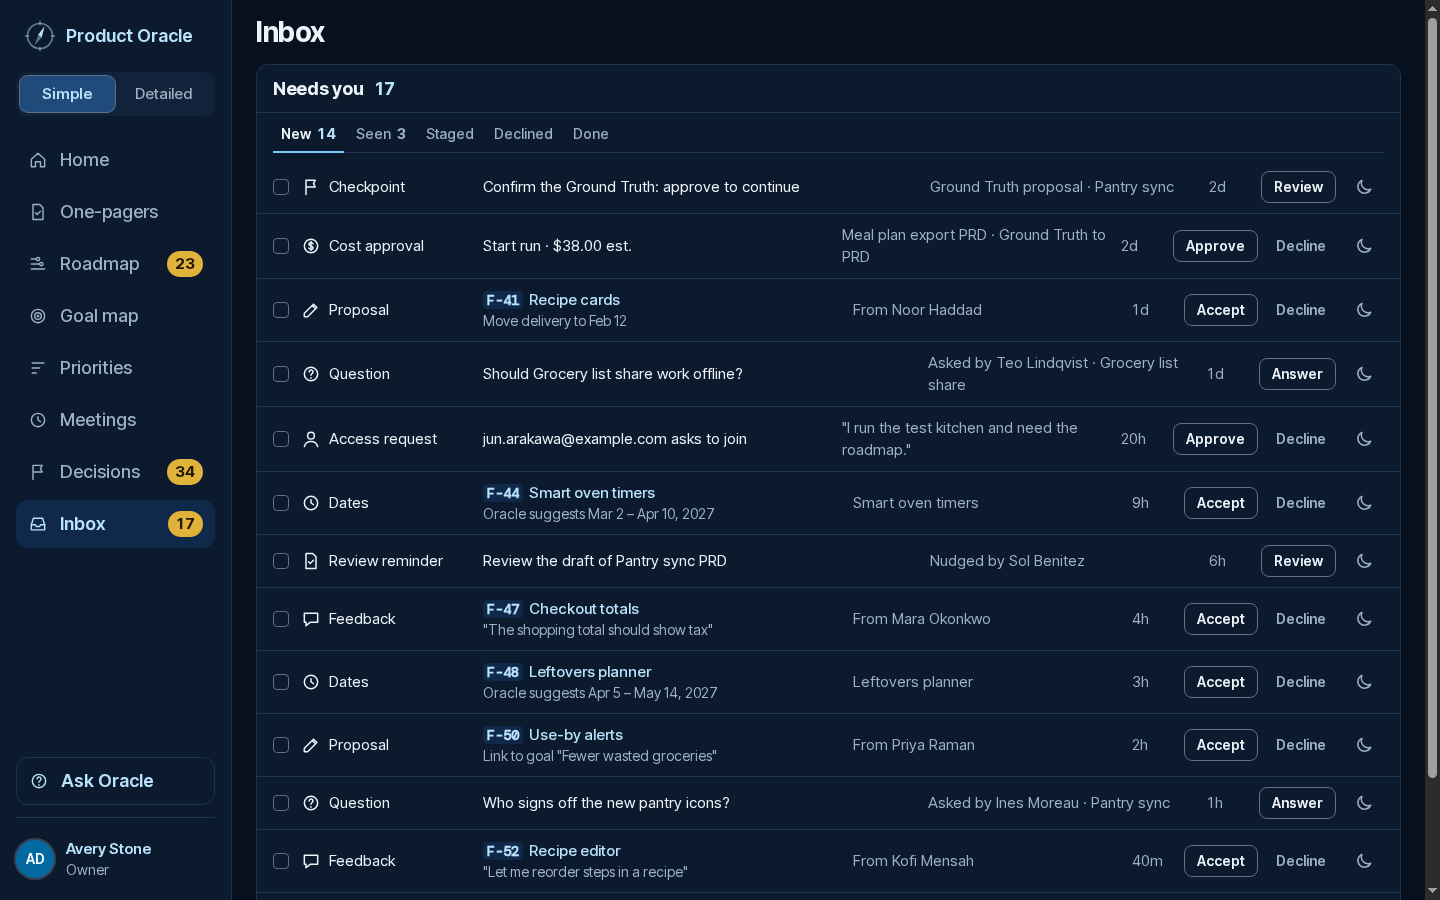 Product Oracle
Simple
Detailed
Home
One-pagers
Roadmap 23
Goal map
Priorities
Meetings
Decisions 34
Inbox 17
Ask Oracle
AD
Avery Stone
Owner
Inbox
Needs you 17
New 14 Seen 3 Staged Declined Done
Checkpoint Confirm the Ground Truth: approve to continue Ground Truth proposal · Pantry sync 2d Review
Cost approval Start run · $38.00 est. Meal plan export PRD · Ground Truth to
PRD 2d Approve Decline
Proposal F-41 Recipe cards
Move delivery to Feb 12 From Noor Haddad 1d Accept Decline
Question Should Grocery list share work offline? Asked by Teo Lindqvist · Grocery list
share 1d Answer
Access request jun.arakawa@example.com asks to join "I run the test kitchen and need the
roadmap." 20h Approve Decline
Dates F-44 Smart oven timers
Oracle suggests Mar 2 – Apr 10, 2027 Smart oven timers 9h Accept Decline
Review reminder Review the draft of Pantry sync PRD Nudged by Sol Benitez 6h Review
Feedback F-47 Checkout totals
"The shopping total should show tax" From Mara Okonkwo 4h Accept Decline
Dates F-48 Leftovers planner
Oracle suggests Apr 5 – May 14, 2027 Leftovers planner 3h Accept Decline
Proposal F-50 Use-by alerts
Link to goal "Fewer wasted groceries" From Priya Raman 2h Accept Decline
Question Who signs off the new pantry icons? Asked by Ines Moreau · Pantry sync 1h Answer
Feedback F-52 Recipe editor
"Let me reorder steps in a recipe" From Kofi Mensah 40m Accept Decline